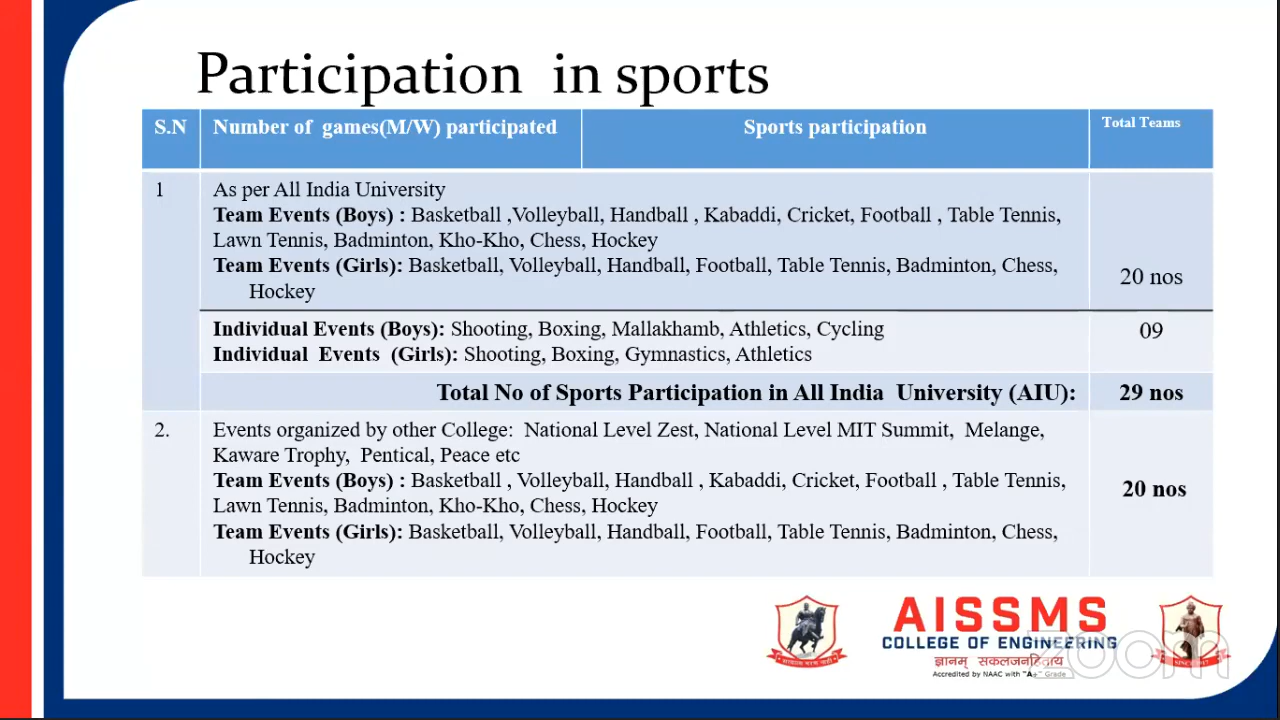 Participation in sports
S.N Number of games(M/W) participated Sports participation Total Teams
1 As per All India University
Team Events (Boys) : Basketball ,Volleyball, Handball , Kabaddi, Cricket, Football , Table Tennis,
Lawn Tennis, Badminton, Kho-Kho, Chess, Hockey
Team Events (Girls): Basketball, Volleyball, Handball, Football, Table Tennis, Badminton, Chess,
Hockey
20 nos
Individual Events (Boys): Shooting, Boxing, Mallakhamb, Athletics, Cycling
Individual Events (Girls): Shooting, Boxing, Gymnastics, Athletics
09
Total No of Sports Participation in All India University (AIU): 29 nos
2. Events organized by other College: National Level Zest, National Level MIT Summit, Melange,
Kaware Trophy, Pentical, Peace etc
Team Events (Boys) : Basketball , Volleyball, Handball , Kabaddi, Cricket, Football , Table Tennis,
Lawn Tennis, Badminton, Kho-Kho, Chess, Hockey
Team Events (Girls): Basketball, Volleyball, Handball, Football, Table Tennis, Badminton, Chess,
Hockey
20 nos
AISSMS
COLLEGE OF ENGINEERING
ज्ञानम् सकलजनहिताय
Accredited by NAAC with "A+" Grade
zoom
SINCE 1917